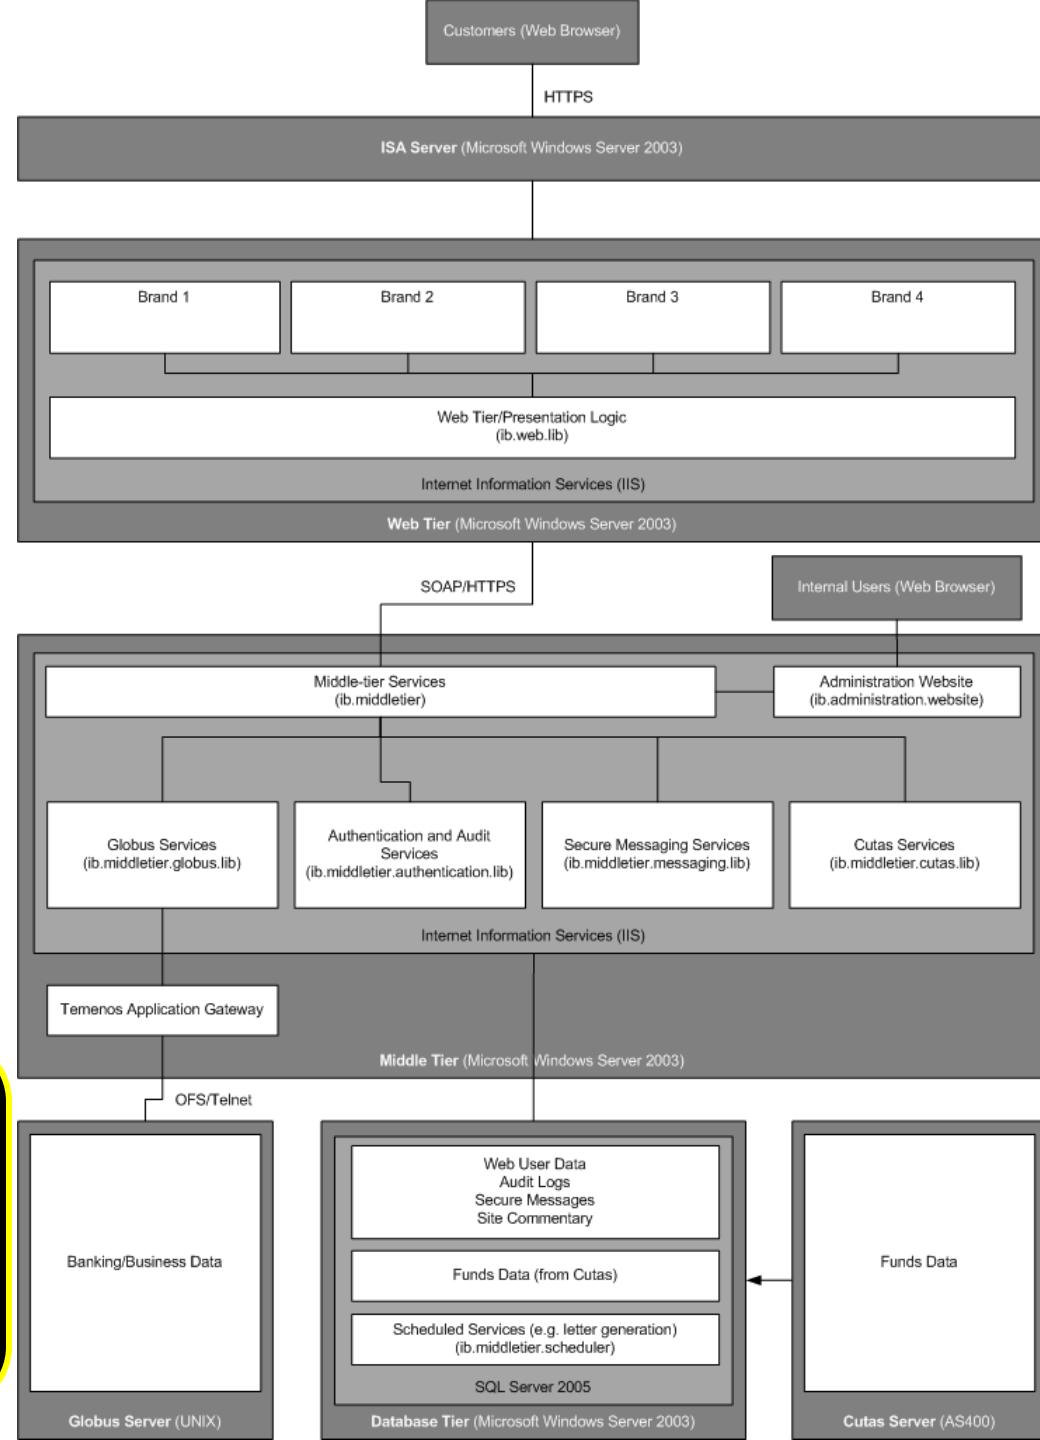 Customers (Web Browser)
HTTPS
ISA Server (Microsoft Windows Server 2003)
Brand 1
Brand 2
Brand 3
Brand 4
Web Tier/Presentation Logic
(ib.web.lib)
Internet Information Services (IIS)
Web Tier (Microsoft Windows Server 2003)
SOAP/HTTPS
Internal Users (Web Browser)
Middle-tier Services
(ib.middletier)
Administration Website
(ib.administration.website)
Globus Services
(ib.middletier.globus.lib)
Authentication and Audit
Services
(ib.middletier.authentication.lib)
Secure Messaging Services
(ib.middletier.messaging.lib)
Cutas Services
(ib.middletier.cutas.lib)
Internet Information Services (IIS)
Temenos Application Gateway
Middle Tier (Microsoft Windows Server 2003)
OFS/Telnet
Banking/Business Data
Globus Server (UNIX)
Web User Data
Audit Logs
Secure Messages
Site Commentary
Funds Data (from Cutas)
Scheduled Services (e.g. letter generation)
(ib.middletier.scheduler)
SQL Server 2005
Database Tier (Microsoft Windows Server 2003)
Funds Data
Cutas Server (AS400)